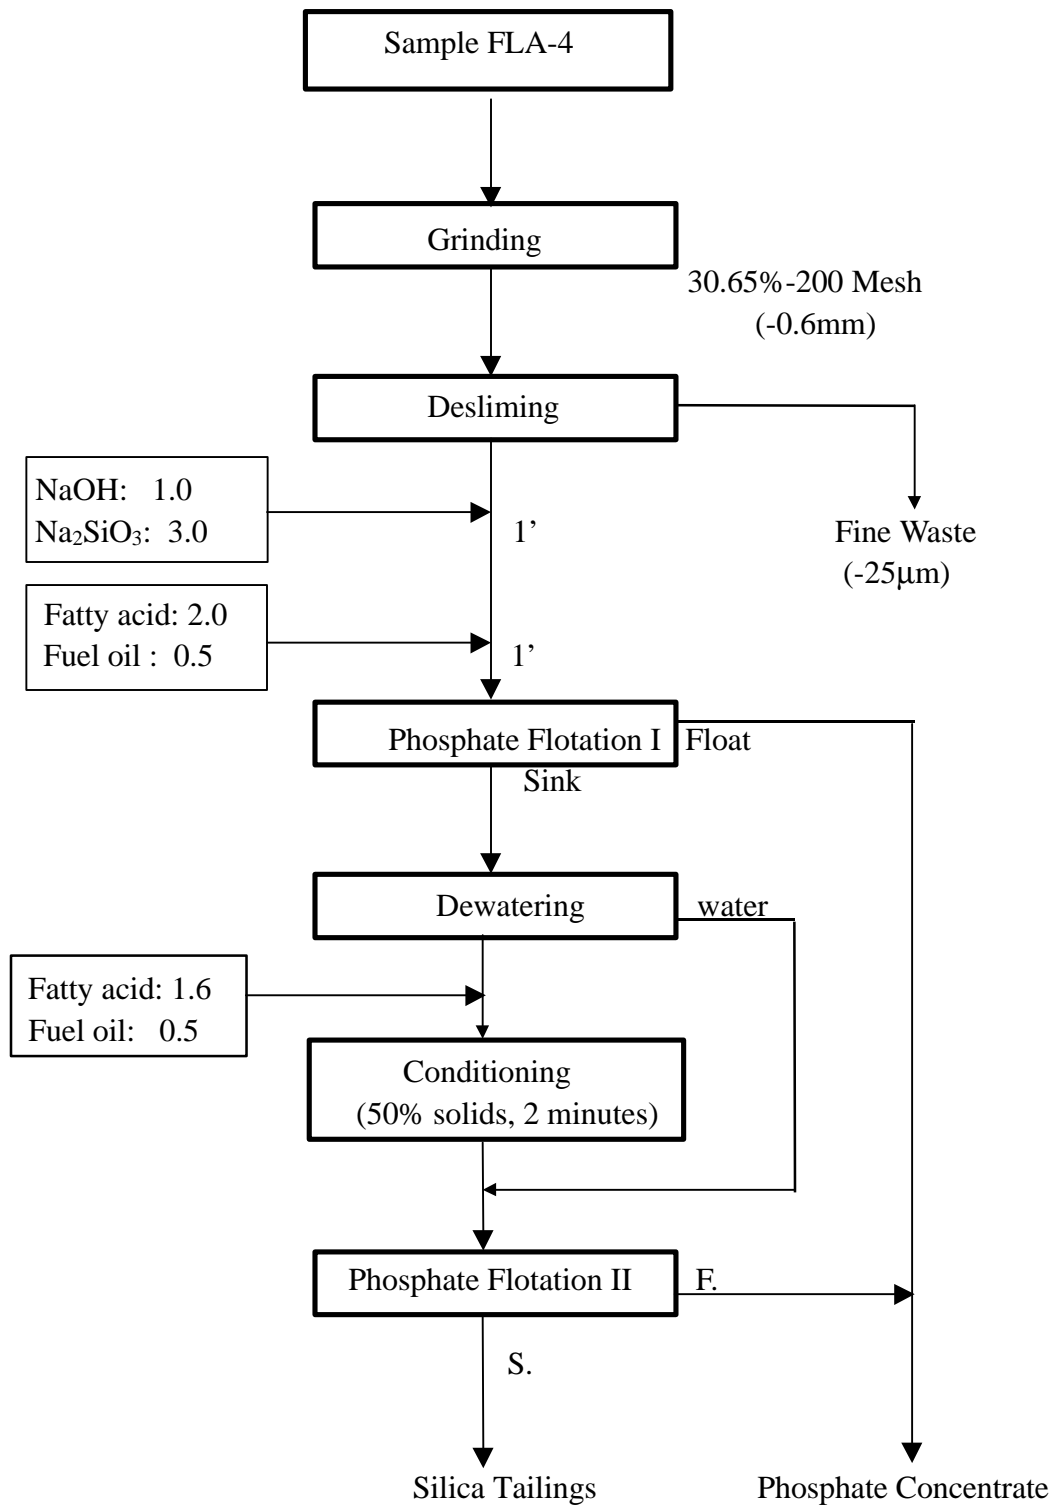 Sample FLA-4
Grinding
30.65%-200 Mesh
(-0.6mm)
Desliming
NaOH: 1.0
Na₂SiO₃: 3.0
1’
Fine Waste
(-25μm)
Fatty acid: 2.0
Fuel oil : 0.5
1’
Phosphate Flotation I
Float
Sink
Dewatering
water
Fatty acid: 1.6
Fuel oil: 0.5
Conditioning
(50% solids, 2 minutes)
Phosphate Flotation II
F.
S.
Silica Tailings
Phosphate Concentrate